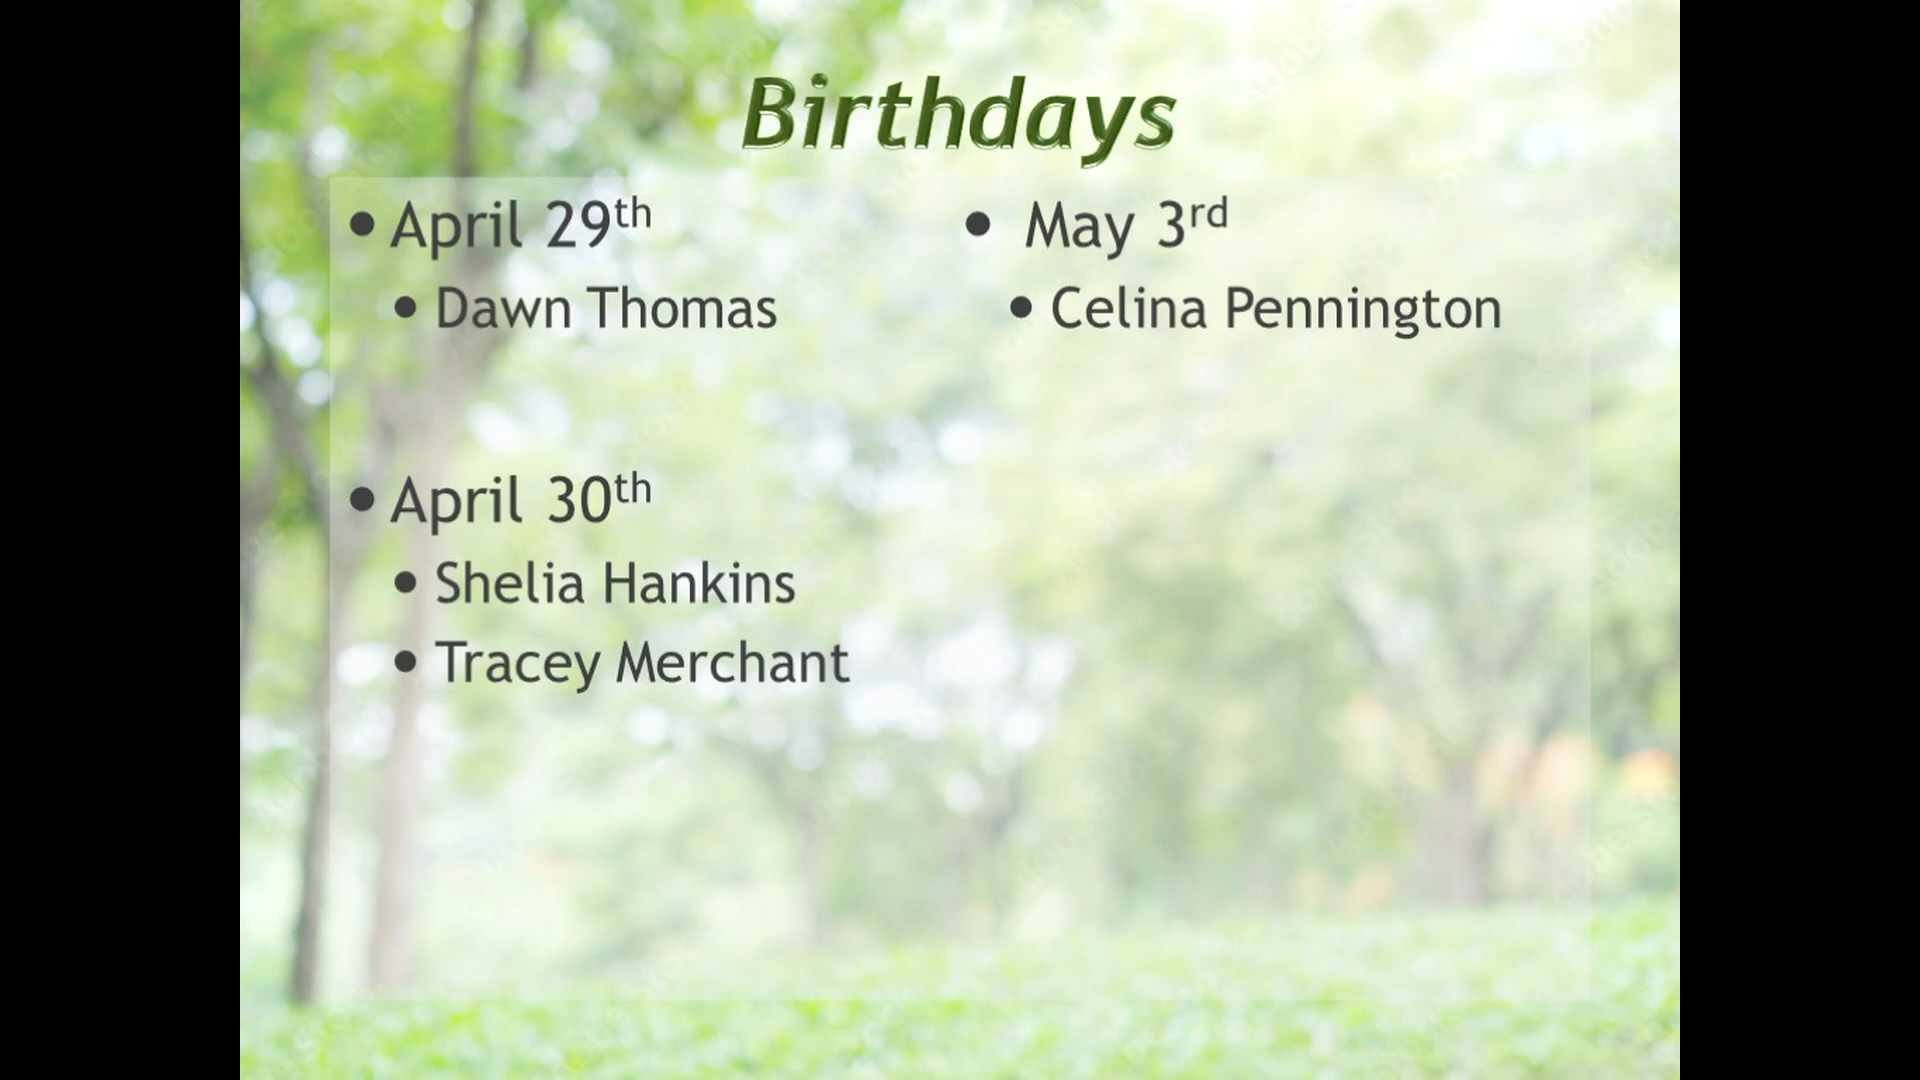 Birthdays
• April 29th
• Dawn Thomas
• April 30th
• Shelia Hankins
• Tracey Merchant
• May 3rd
• Celina Pennington